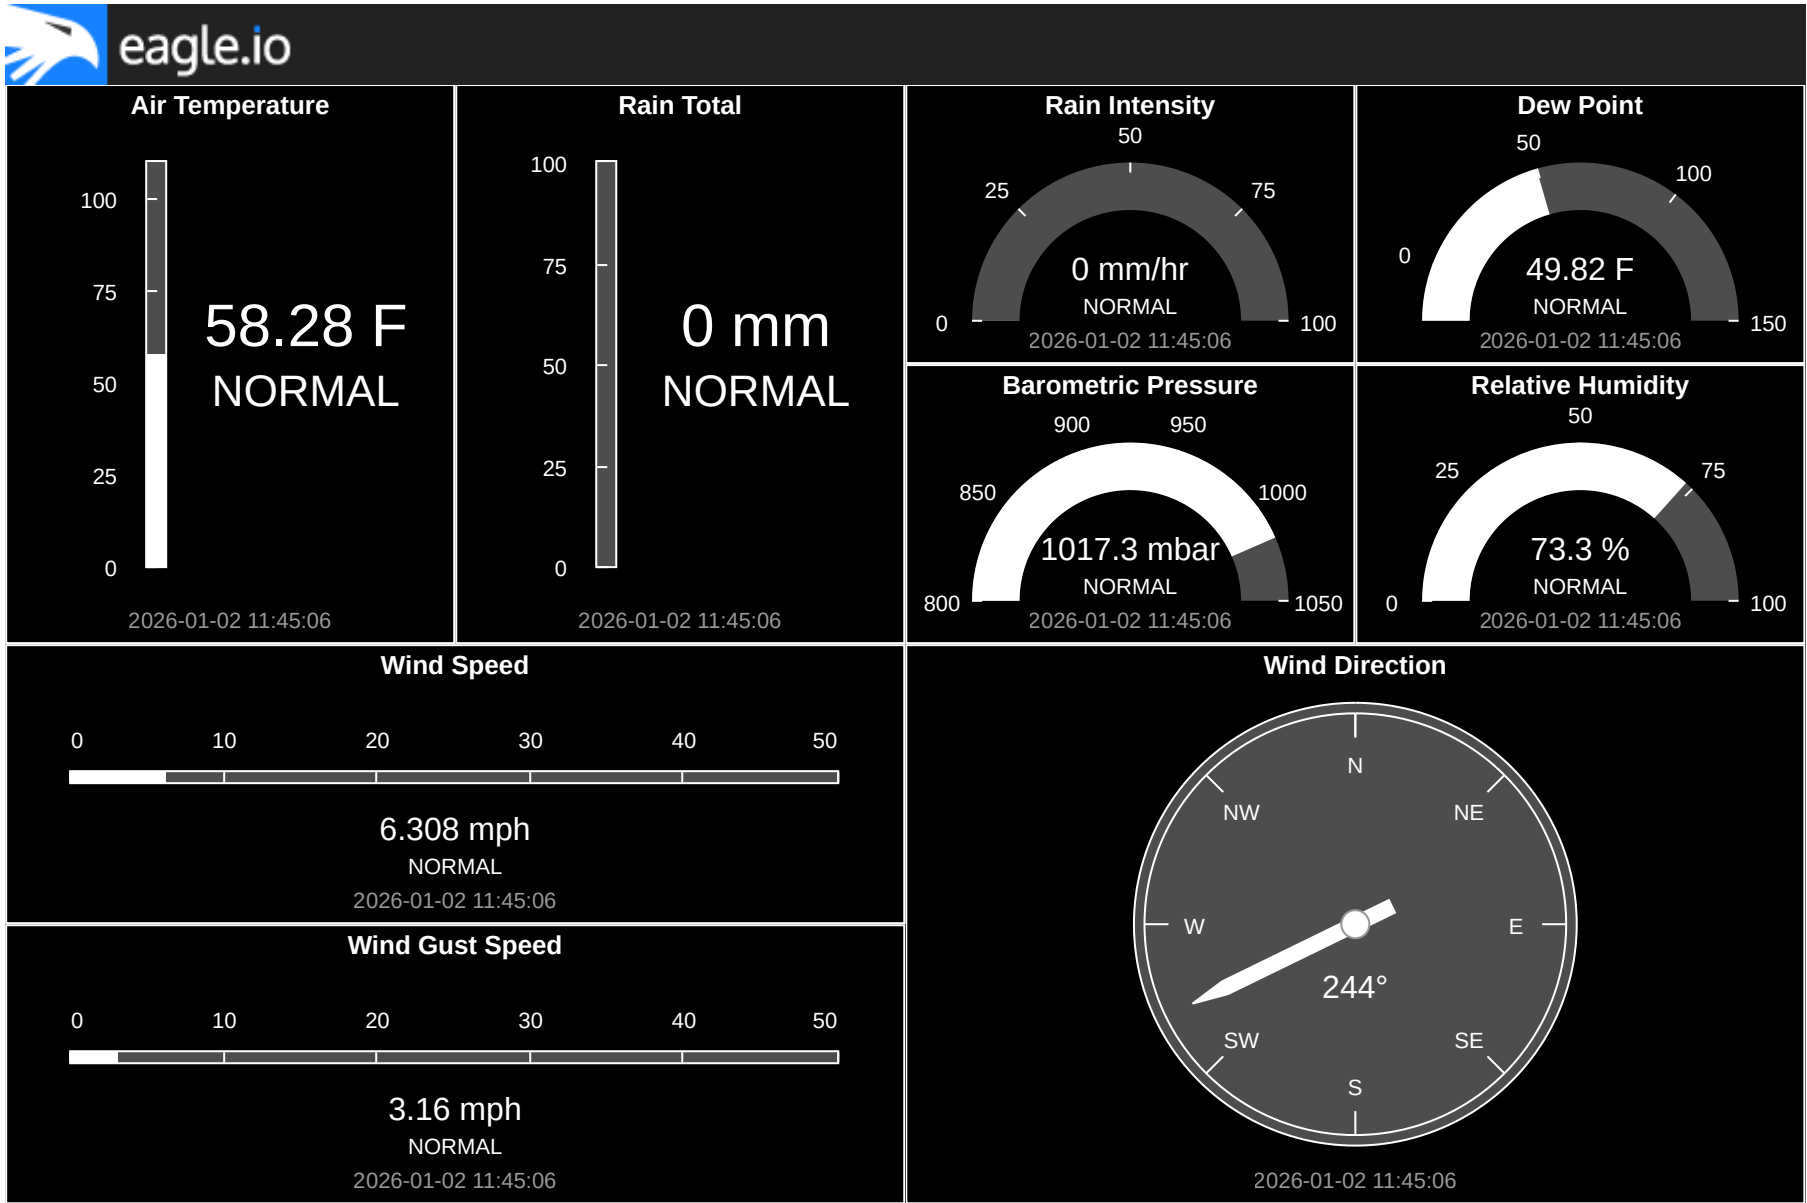 eagle.io
Air Temperature
100
75
50
25
0
58.28 F
NORMAL
2026-01-02 11:45:06
Rain Total
100
75
50
25
0
0 mm
NORMAL
2026-01-02 11:45:06
Rain Intensity
50
25
75
0
100
0 mm/hr
NORMAL
2026-01-02 11:45:06
Dew Point
50
100
0
150
49.82 F
NORMAL
2026-01-02 11:45:06
Barometric Pressure
900
950
850
1000
800
1050
1017.3 mbar
NORMAL
2026-01-02 11:45:06
Relative Humidity
50
25
75
0
100
73.3 %
NORMAL
2026-01-02 11:45:06
Wind Speed
0 10 20 30 40 50
6.308 mph
NORMAL
2026-01-02 11:45:06
Wind Gust Speed
0 10 20 30 40 50
3.16 mph
NORMAL
2026-01-02 11:45:06
Wind Direction
N
NW
NE
W
E
244°
SW
SE
S
2026-01-02 11:45:06